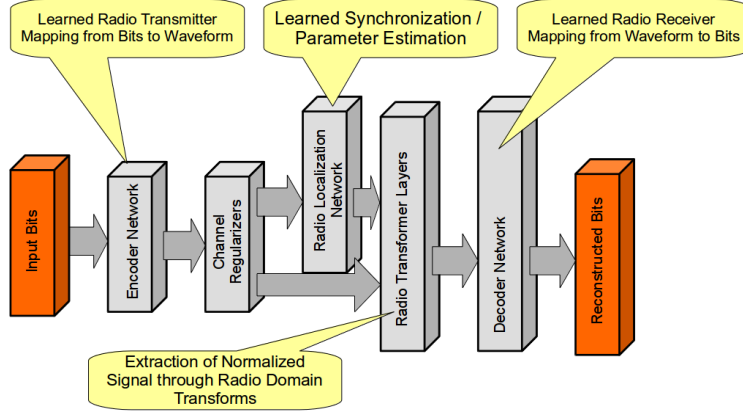 Learned Radio Transmitter
Mapping from Bits to Waveform
Learned Synchronization /
Parameter Estimation
Learned Radio Receiver
Mapping from Waveform to Bits
Input Bits
Encoder Network
Channel
Regularizers
Radio Localization
Network
Radio Transformer Layers
Decoder Network
Reconstructed Bits
Extraction of Normalized
Signal through Radio Domain
Transforms